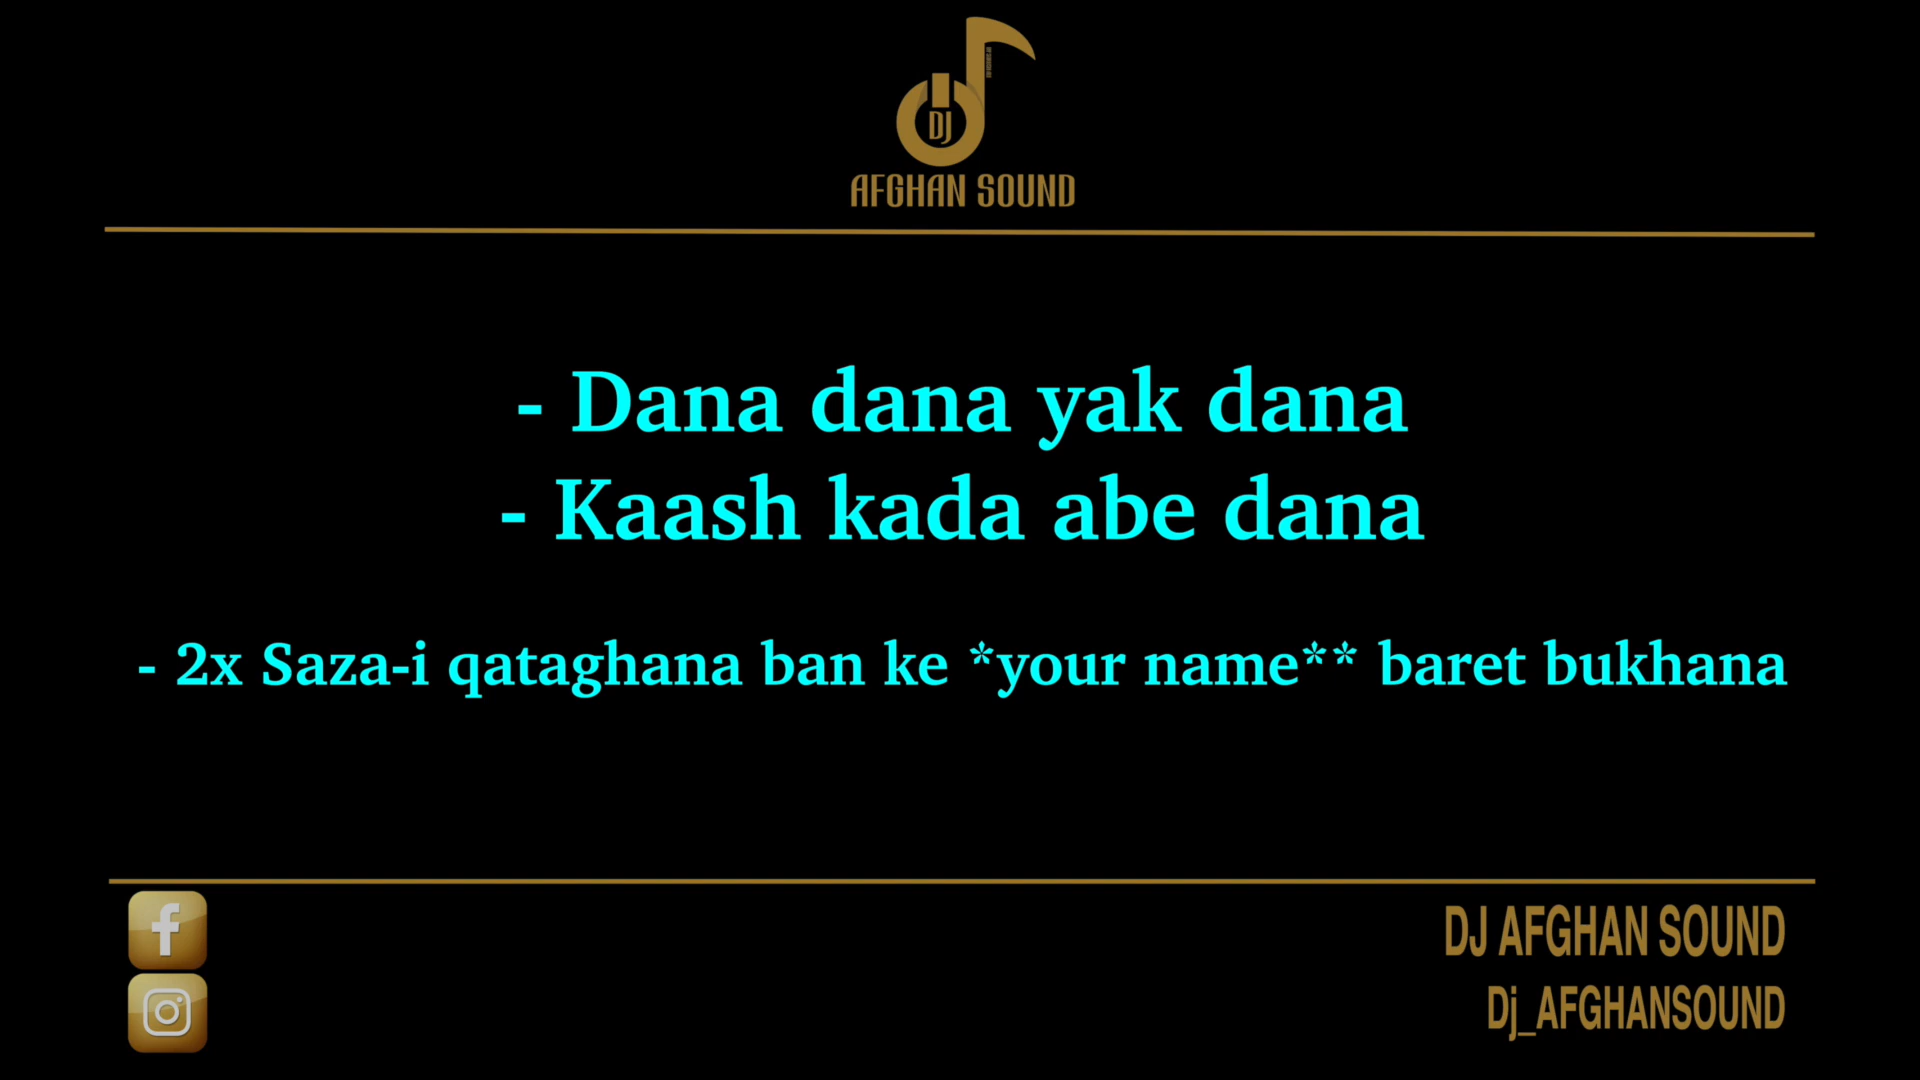 DJ
AFGHAN SOUND
- Dana dana yak dana
- Kaash kada abe dana
- 2x Saza-i qataghana ban ke *your name** baret bukhana
DJ AFGHAN SOUND
Dj_AFGHANSOUND